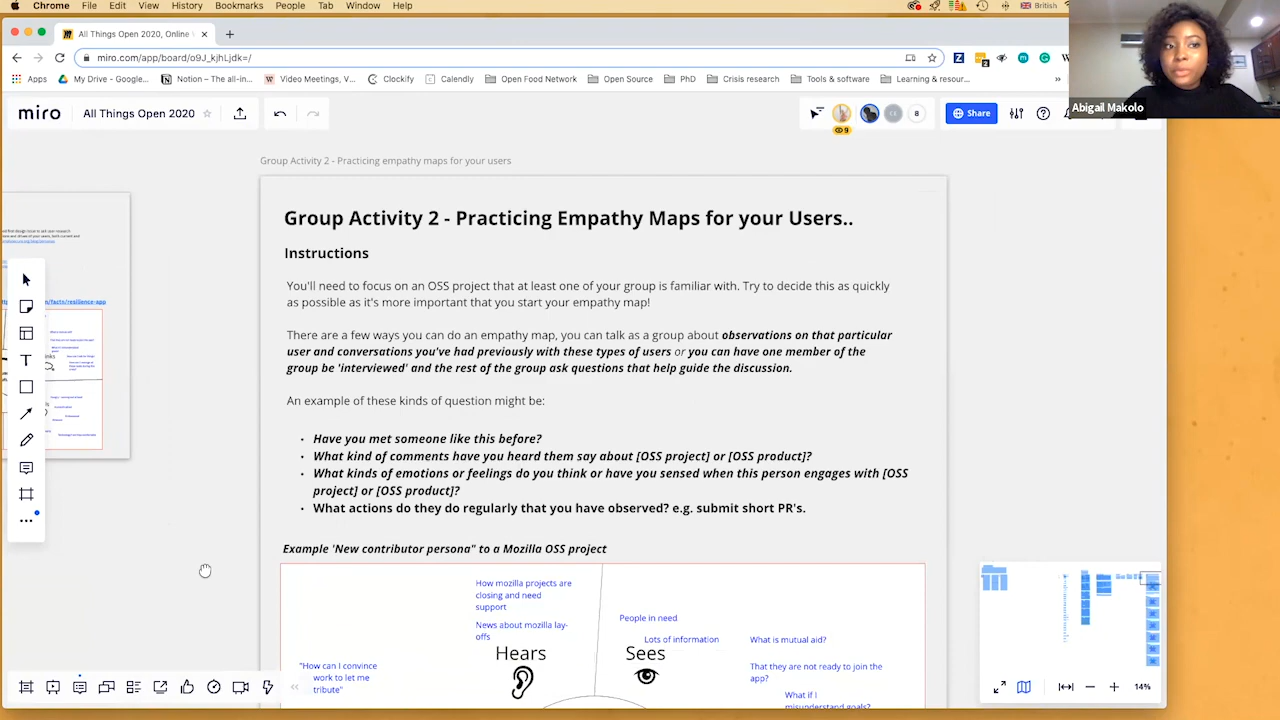 Chrome File Edit View History Bookmarks People Tab Window Help
British
All Things Open 2020, Online
miro.com/app/board/o9J_kjhLjdk=/
Apps My Drive - Google... Notion – The all-in... Video Meetings, V... Clockify Calendly Open Food Network Open Source PhD Crisis research Tools & software Learning & resour... »
Abigail Makolo
miro All Things Open 2020 8 Share
9
Group Activity 2 - Practicing empathy maps for your users
Group Activity 2 - Practicing Empathy Maps for your Users..
Instructions
You'll need to focus on an OSS project that at least one of your group is familiar with. Try to decide this as quickly
as possible as it's more important that you start your empathy map!
There are a few ways you can do an empathy map, you can talk as a group about observations on that particular
user and conversations you've had previously with these types of users or you can have one member of the
group be 'interviewed' and the rest of the group ask questions that help guide the discussion.
An example of these kinds of question might be:
• Have you met someone like this before?
• What kind of comments have you heard them say about [OSS project] or [OSS product]?
• What kinds of emotions or feelings do you think or have you sensed when this person engages with [OSS
project] or [OSS product]?
• What actions do they do regularly that you have observed? e.g. submit short PR's.
Example 'New contributor persona" to a Mozilla OSS project
How mozilla projects are
closing and need
support
News about mozilla lay-
offs
Hears
"How can I convince
work to let me
tribute"
People in need
Lots of information
Sees
What is mutual aid?
That they are not ready to join the
app?
What if I
misunderstand goals?
14%